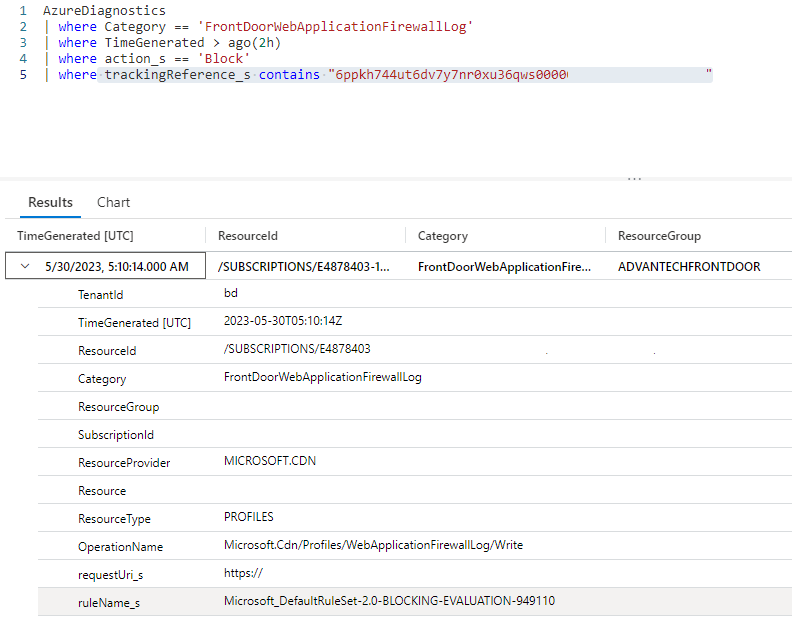 1 AzureDiagnostics
2 | where Category == 'FrontDoorWebApplicationFirewallLog'
3 | where TimeGenerated > ago(2h)
4 | where action_s == 'Block'
5 | where trackingReference_s contains "6ppkh744ut6dv7y7nr0xu36qws0000 "
...
Results Chart
TimeGenerated [UTC] ResourceId Category ResourceGroup
5/30/2023, 5:10:14.000 AM /SUBSCRIPTIONS/E4878403-1... FrontDoorWebApplicationFire... ADVANTECHFRONTDOOR
TenantId bd
TimeGenerated [UTC] 2023-05-30T05:10:14Z
ResourceId /SUBSCRIPTIONS/E4878403
Category FrontDoorWebApplicationFirewallLog
ResourceGroup
SubscriptionId
ResourceProvider MICROSOFT.CDN
Resource
ResourceType PROFILES
OperationName Microsoft.Cdn/Profiles/WebApplicationFirewallLog/Write
requestUri_s https://
ruleName_s Microsoft_DefaultRuleSet-2.0-BLOCKING-EVALUATION-949110